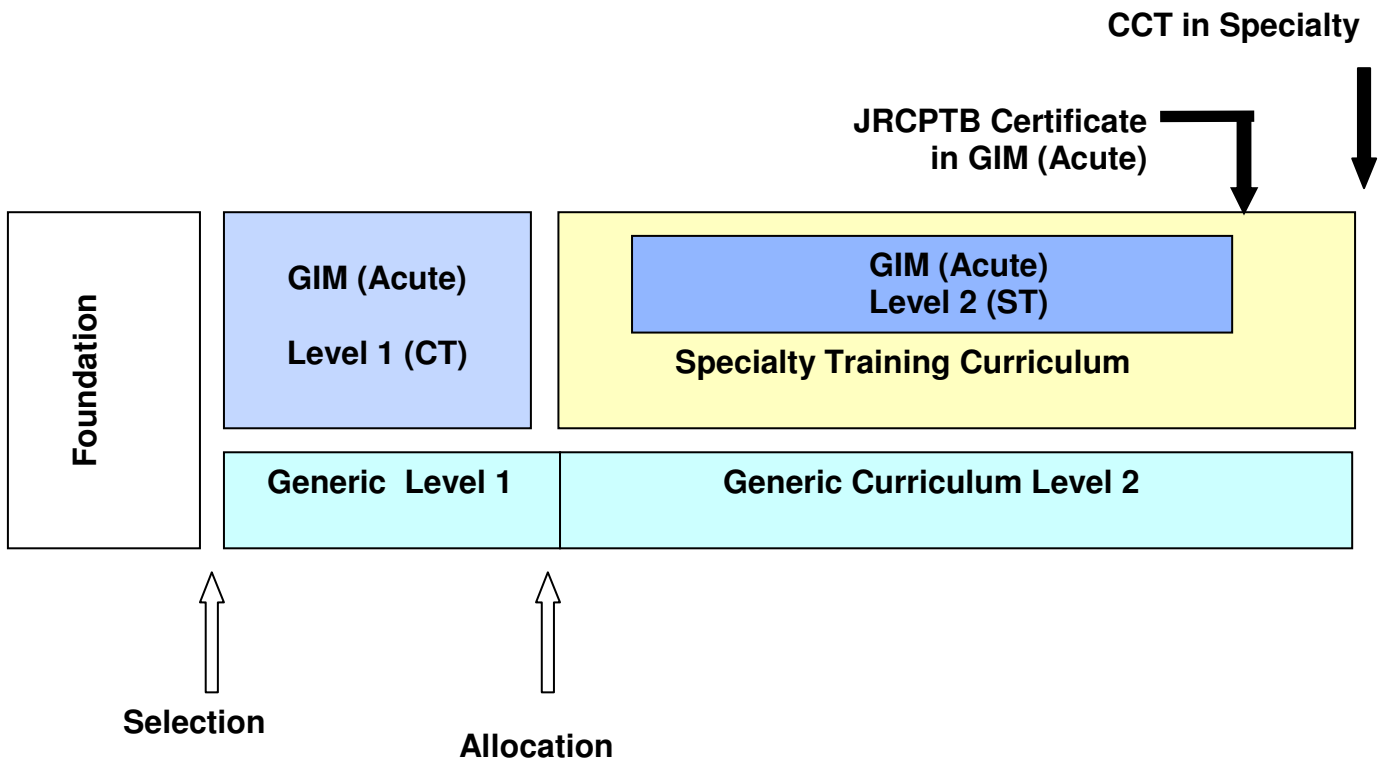 CCT in Specialty
JRCPTB Certificate
in GIM (Acute)
Foundation
GIM (Acute)
Level 1 (CT)
GIM (Acute)
Level 2 (ST)
Specialty Training Curriculum
Generic Level 1
Generic Curriculum Level 2
Selection
Allocation